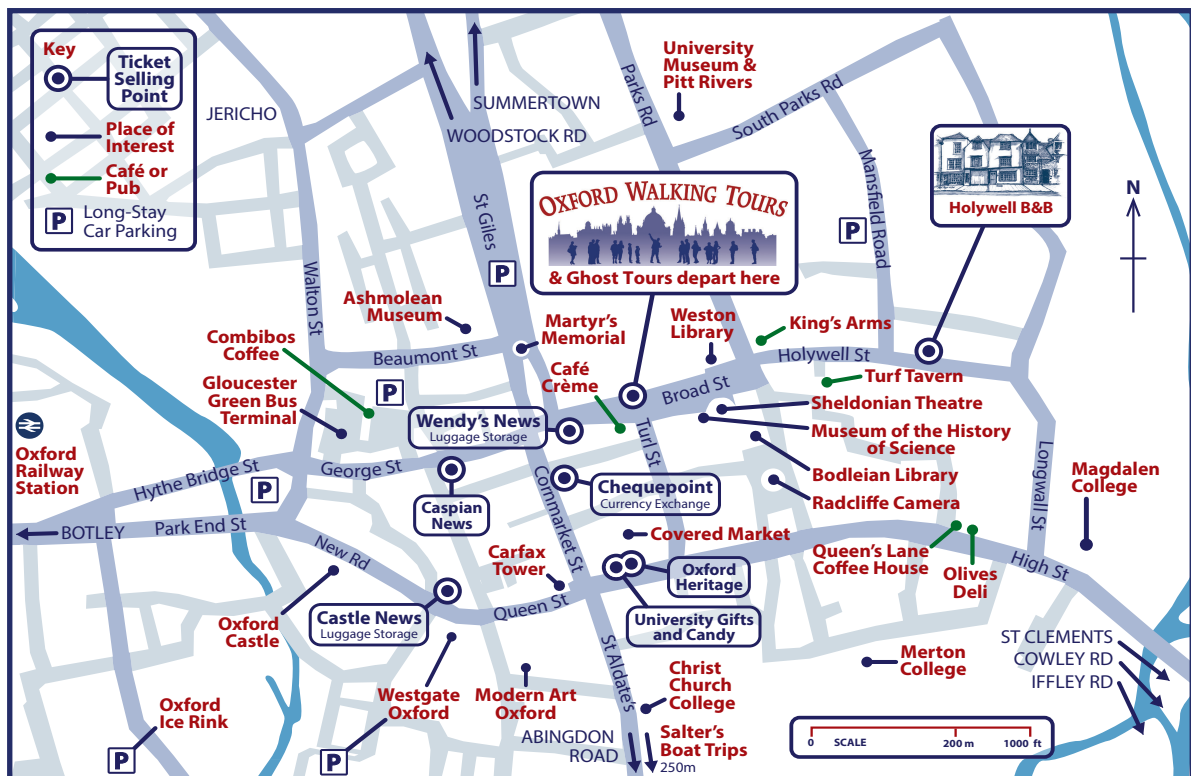 Key
Ticket
Selling
Point
Place of
Interest
Café or
Pub
P
Long-Stay
Car Parking
JERICHO
SUMMERTOWN
WOODSTOCK RD
Parks Rd
University
Museum &
Pitt Rivers
South Parks Rd
Mansfield Road
P
Holywell B&B
N
St Giles
P
OXFORD WALKING TOURS
& Ghost Tours depart here
Walton St
Ashmolean
Museum
Martyr's
Memorial
Weston
Library
King's Arms
Combibos
Coffee
Beaumont St
Café
Crème
Holywell St
Turf Tavern
Gloucester
Green Bus
Terminal
P
Broad St
Sheldonian Theatre
Wendy's News
Luggage Storage
Turl St
Museum of the History
of Science
Oxford
Railway
Station
Hythe Bridge St
George St
P
Cornmarket St
Bodleian Library
Longwall St
Magdalen
College
Caspian
News
Chequepoint
Currency Exchange
Radcliffe Camera
BOTLEY
Park End St
New Rd
Carfax
Tower
Covered Market
Queen's Lane
Coffee House
Olives
Deli
High St
Oxford
Heritage
Oxford
Castle
Castle News
Luggage Storage
Queen St
University Gifts
and Candy
St Aldate's
Merton
College
ST CLEMENTS
COWLEY RD
IFFLEY RD
Westgate
Oxford
Modern Art
Oxford
Christ
Church
College
Oxford
Ice Rink
P
P
ABINGDON
ROAD
Salter's
Boat Trips
250m
0 SCALE 200 m 1000 ft